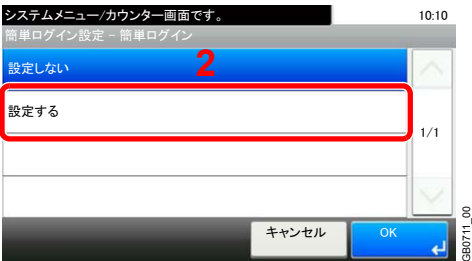 システムメニュー/カウンター画面です。 10:10
簡単ログイン設定 - 簡単ログイン
設定しない 2
設定する
1/1
キャンセル OK
GB0711_00